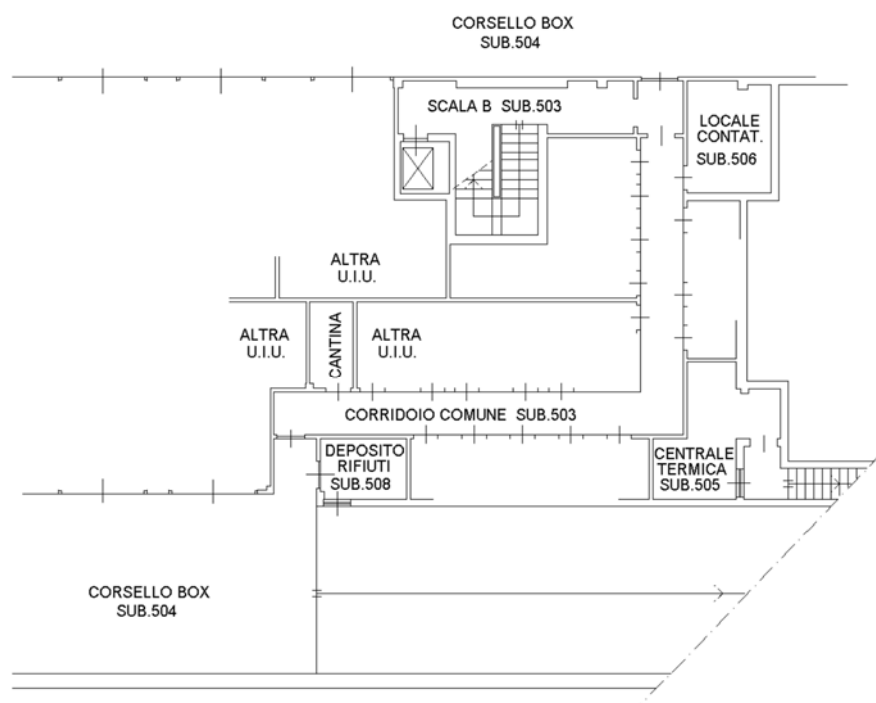 CORSELLO BOX
SUB.504
SCALA B SUB.503
LOCALE
CONTAT.
SUB.506
ALTRA
U.I.U.
ALTRA
U.I.U.
CANTINA
ALTRA
U.I.U.
CORRIDOIO COMUNE SUB.503
DEPOSITO
RIFIUTI
SUB.508
CENTRALE
TERMICA
SUB.505
CORSELLO BOX
SUB.504